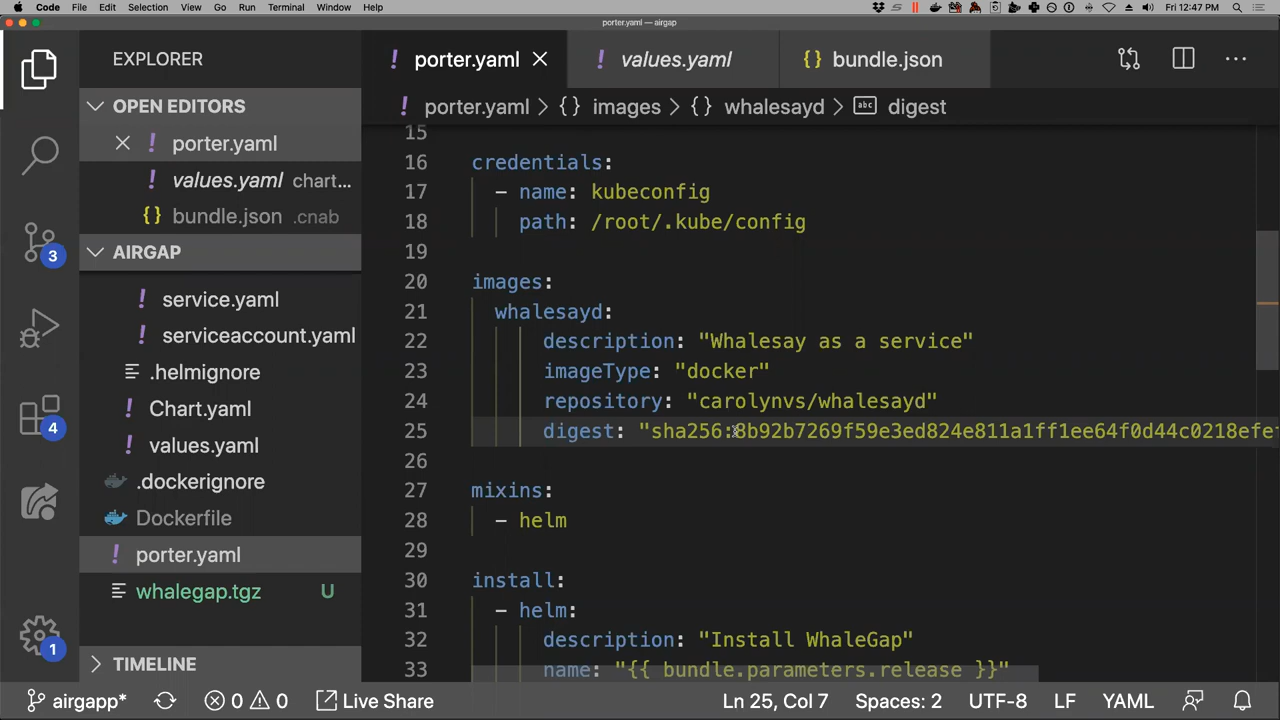 Code File Edit Selection View Go Run Terminal Window Help Fri 12:47 PM
porter.yaml — airgap
EXPLORER
OPEN EDITORS
porter.yaml
values.yaml chart...
bundle.json .cnab
AIRGAP
service.yaml
serviceaccount.yaml
.helmignore
Chart.yaml
values.yaml
.dockerignore
Dockerfile
porter.yaml
whalegap.tgz U
TIMELINE
3
4
1
porter.yaml values.yaml bundle.json
porter.yaml > {} images > {} whalesayd > abc digest
15
16 credentials:
17 - name: kubeconfig
18 path: /root/.kube/config
19
20 images:
21 whalesayd:
22 description: "Whalesay as a service"
23 imageType: "docker"
24 repository: "carolynvs/whalesayd"
25 digest: "sha256:8b92b7269f59e3ed824e811a1ff1ee64f0d44c0218efe
26
27 mixins:
28 - helm
29
30 install:
31 - helm:
32 description: "Install WhaleGap"
33 name: "{{ bundle.parameters.release }}"
airgapp* 0 0 Live Share Ln 25, Col 7 Spaces: 2 UTF-8 LF YAML